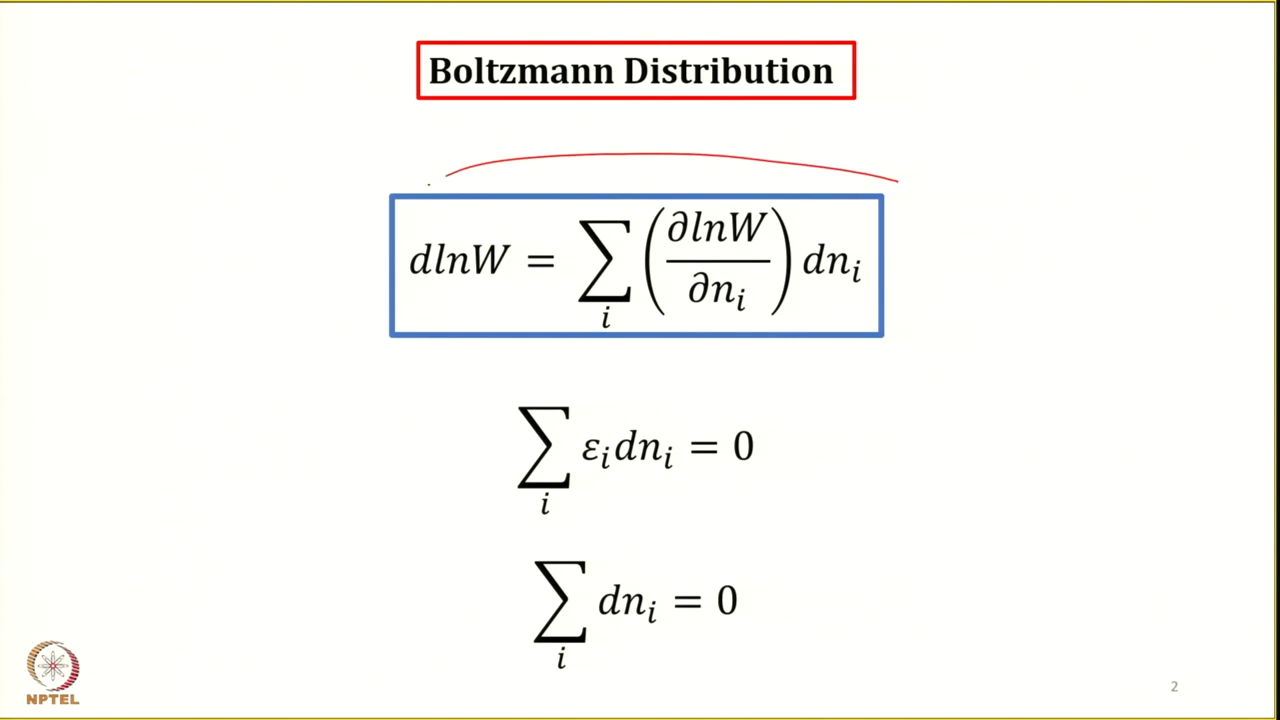 Boltzmann Distribution
dlnW = ∑_i (∂lnW/∂n_i) dn_i
∑_i ε_i dn_i = 0
∑_i dn_i = 0
NPTEL
2